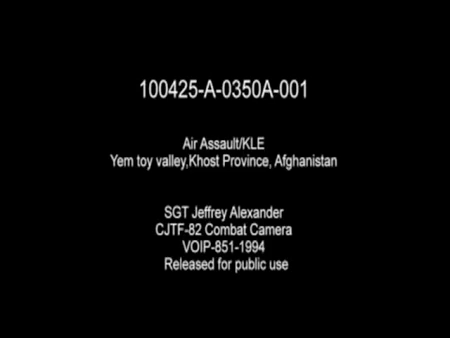 100425-A-0350A-001
Air Assault/KLE
Yem toy valley,Khost Province, Afghanistan
SGT Jeffrey Alexander
CJTF-82 Combat Camera
VOIP-851-1994
Released for public use